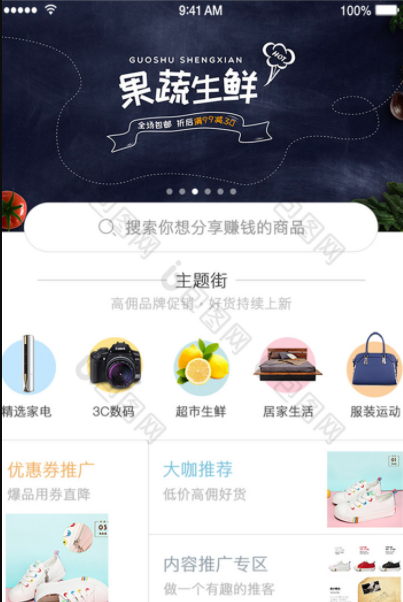 9:41 AM
100%
GUOSHU SHENGXIAN
HOT
果蔬生鲜
全场包邮 折后满99减30
搜索你想分享赚钱的商品
主题街
高佣品牌促销·好货持续上新
精选家电
3C数码
超市生鲜
居家生活
服装运动
优惠券推广
爆品用券直降
大咖推荐
低价高佣好货
内容推广专区
做一个有趣的推客
包图网